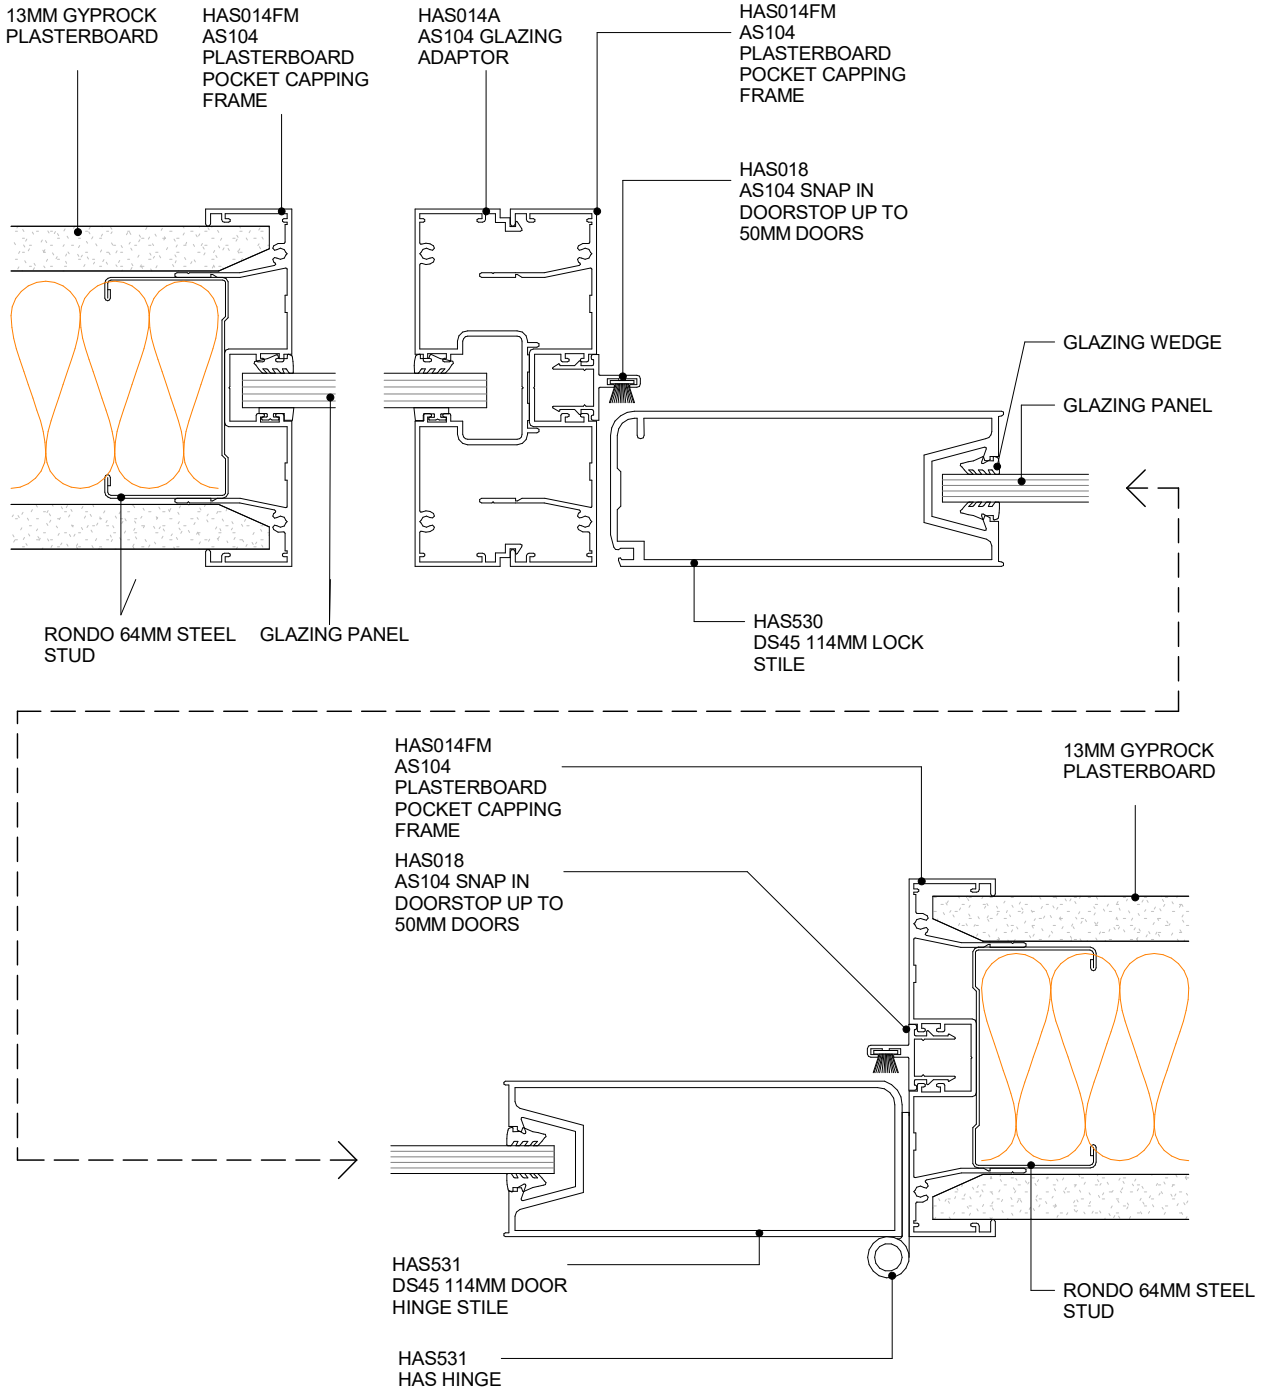 13MM GYPROCK
PLASTERBOARD
HAS014FM
AS104
PLASTERBOARD
POCKET CAPPING
FRAME
HAS014A
AS104 GLAZING
ADAPTOR
HAS014FM
AS104
PLASTERBOARD
POCKET CAPPING
FRAME
HAS018
AS104 SNAP IN
DOORSTOP UP TO
50MM DOORS
GLAZING WEDGE
GLAZING PANEL
RONDO 64MM STEEL
STUD
GLAZING PANEL
HAS530
DS45 114MM LOCK
STILE
HAS014FM
AS104
PLASTERBOARD
POCKET CAPPING
FRAME
13MM GYPROCK
PLASTERBOARD
HAS018
AS104 SNAP IN
DOORSTOP UP TO
50MM DOORS
HAS531
DS45 114MM DOOR
HINGE STILE
RONDO 64MM STEEL
STUD
HAS531
HAS HINGE